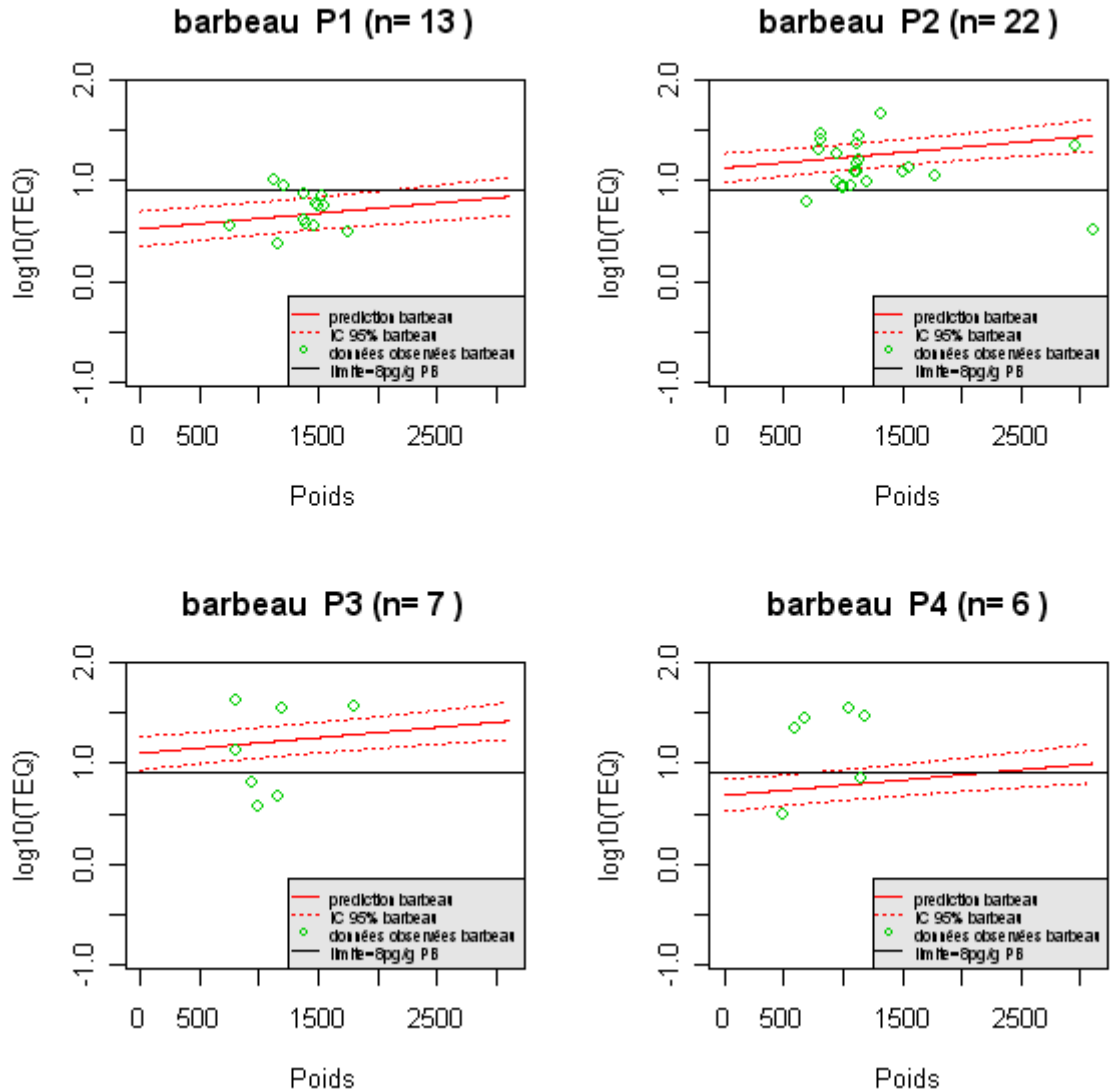 barbeau P1 (n= 13 )
log10(TEQ)
2.0
1.0
0.0
-1.0
prediction barbeau
IC 95% barbeau
données observées barbeau
limite=8pg/g PB
0 500 1500 2500
Poids
barbeau P2 (n= 22 )
log10(TEQ)
2.0
1.0
0.0
-1.0
prediction barbeau
IC 95% barbeau
données observées barbeau
limite=8pg/g PB
0 500 1500 2500
Poids
barbeau P3 (n= 7 )
log10(TEQ)
2.0
1.0
0.0
-1.0
prediction barbeau
IC 95% barbeau
données observées barbeau
limite=8pg/g PB
0 500 1500 2500
Poids
barbeau P4 (n= 6 )
log10(TEQ)
2.0
1.0
0.0
-1.0
prediction barbeau
IC 95% barbeau
données observées barbeau
limite=8pg/g PB
0 500 1500 2500
Poids